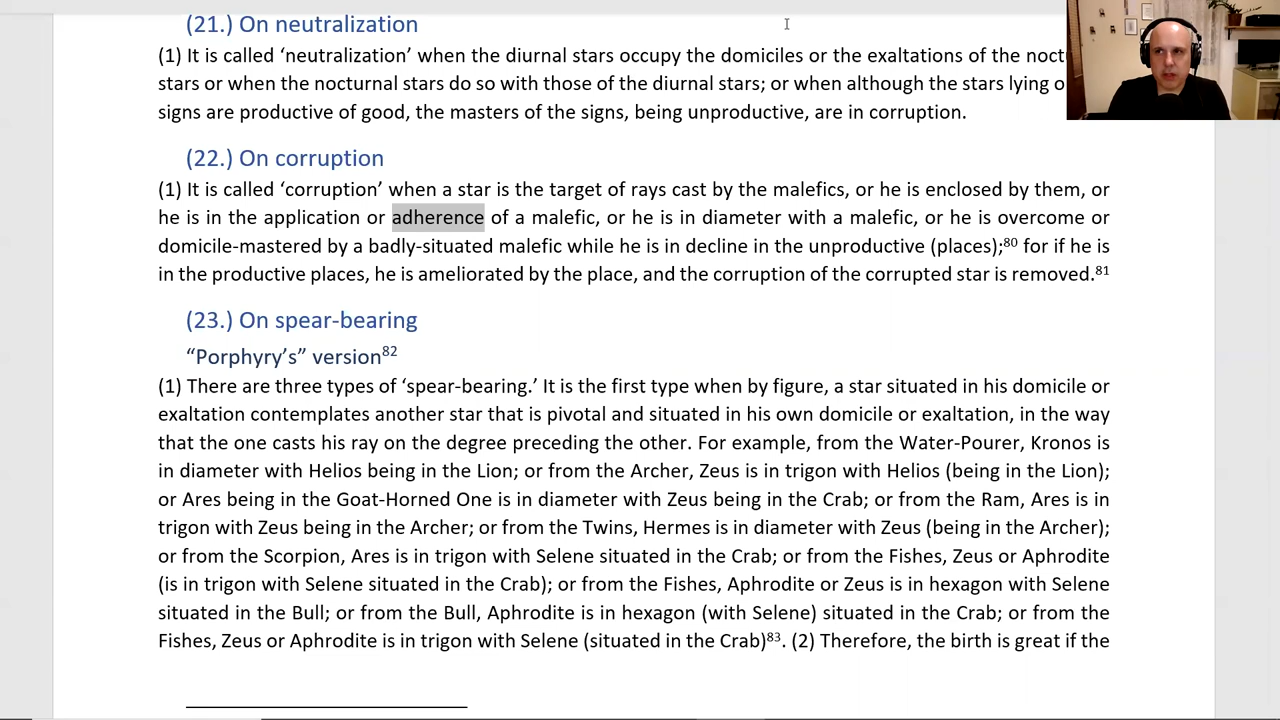 (21.) On neutralization
(1) It is called ‘neutralization’ when the diurnal stars occupy the domiciles or the exaltations of the
stars or when the nocturnal stars do so with those of the diurnal stars; or when although the stars lying
signs are productive of good, the masters of the signs, being unproductive, are in corruption.
(22.) On corruption
(1) It is called ‘corruption’ when a star is the target of rays cast by the malefics, or he is enclosed by them, or
he is in the application or adherence of a malefic, or he is in diameter with a malefic, or he is overcome or
domicile-mastered by a badly-situated malefic while he is in decline in the unproductive (places);80 for if he is
in the productive places, he is ameliorated by the place, and the corruption of the corrupted star is removed.81
(23.) On spear-bearing
“Porphyry’s” version82
(1) There are three types of ‘spear-bearing.’ It is the first type when by figure, a star situated in his domicile or
exaltation contemplates another star that is pivotal and situated in his own domicile or exaltation, in the way
that the one casts his ray on the degree preceding the other. For example, from the Water-Pourer, Kronos is
in diameter with Helios being in the Lion; or from the Archer, Zeus is in trigon with Helios (being in the Lion);
or Ares being in the Goat-Horned One is in diameter with Zeus being in the Crab; or from the Ram, Ares is in
trigon with Zeus being in the Archer; or from the Twins, Hermes is in diameter with Zeus (being in the Archer);
or from the Scorpion, Ares is in trigon with Selene situated in the Crab; or from the Fishes, Zeus or Aphrodite
(is in trigon with Selene situated in the Crab); or from the Fishes, Aphrodite or Zeus is in hexagon with Selene
situated in the Bull; or from the Bull, Aphrodite is in hexagon (with Selene) situated in the Crab; or from the
Fishes, Zeus or Aphrodite is in trigon with Selene (situated in the Crab)83. (2) Therefore, the birth is great if the